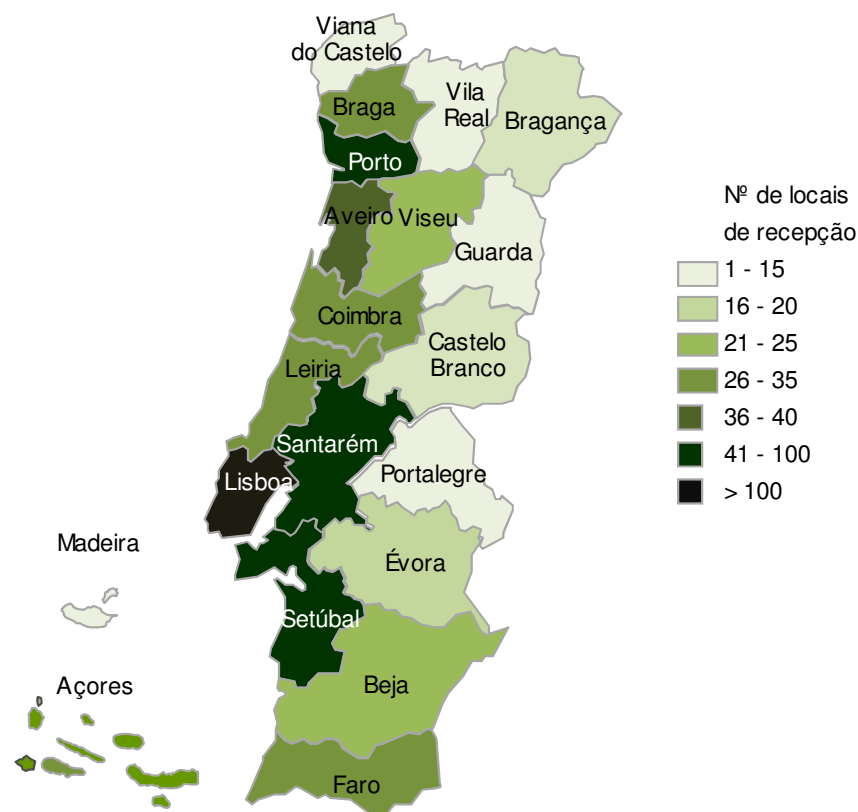 Viana
do Castelo
Braga
Vila
Real
Bragança
Porto
Aveiro
Viseu
Guarda
Coimbra
Castelo
Branco
Leiria
Santarém
Lisboa
Portalegre
Madeira
Évora
Setúbal
Açores
Beja
Faro
Nº de locais
de recepção
1 - 15
16 - 20
21 - 25
26 - 35
36 - 40
41 - 100
> 100